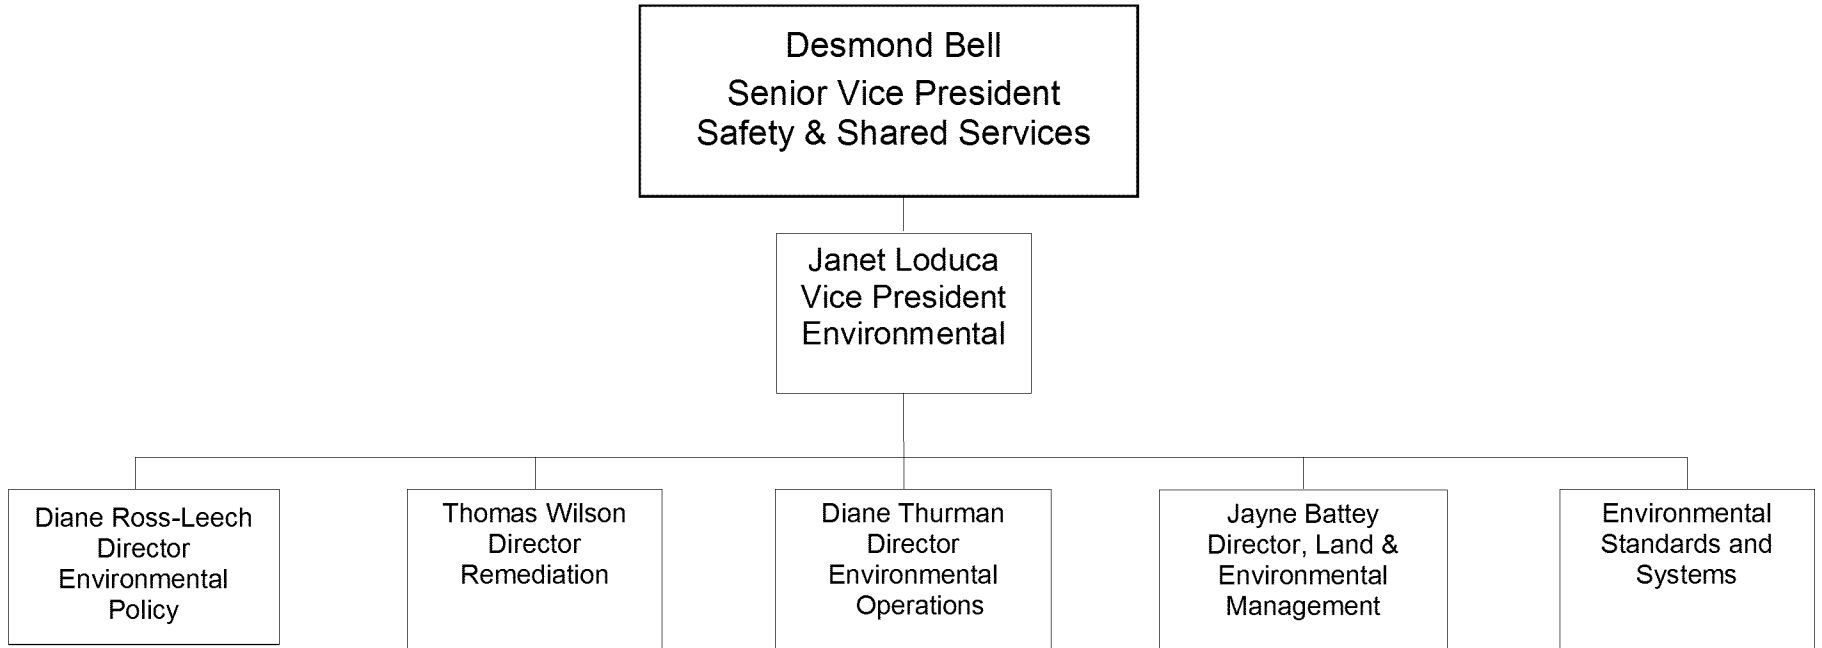 Desmond Bell
Senior Vice President
Safety & Shared Services
Janet Loduca
Vice President
Environmental
Diane Ross-Leech
Director
Environmental
Policy
Thomas Wilson
Director
Remediation
Diane Thurman
Director
Environmental
Operations
Jayne Battey
Director, Land &
Environmental
Management
Environmental
Standards and
Systems